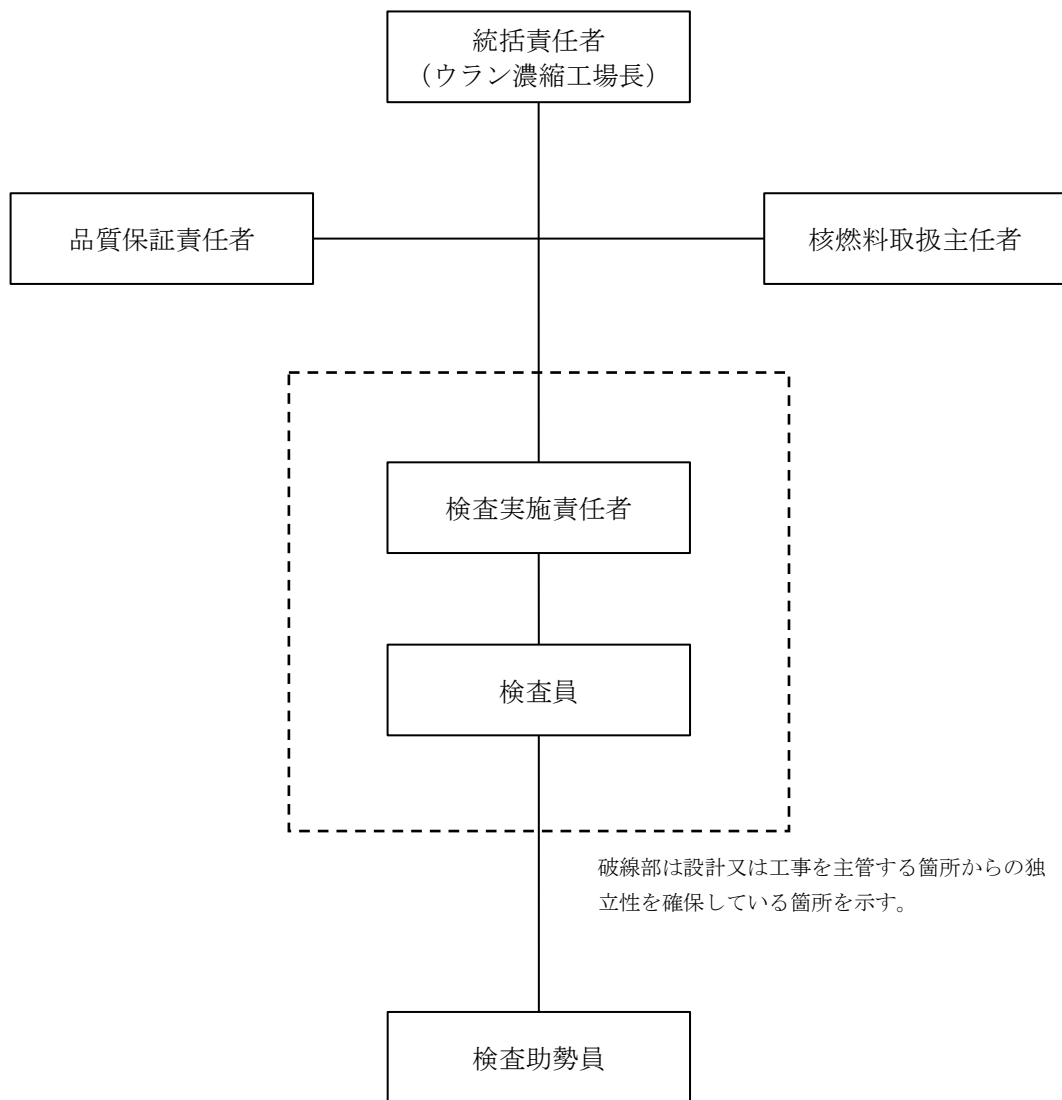 統括責任者
（ウラン濃縮工場長）
品質保証責任者
核燃料取扱主任者
検査実施責任者
検査員
破線部は設計又は工事を主管する箇所からの独
立性を確保している箇所を示す。
検査助勢員